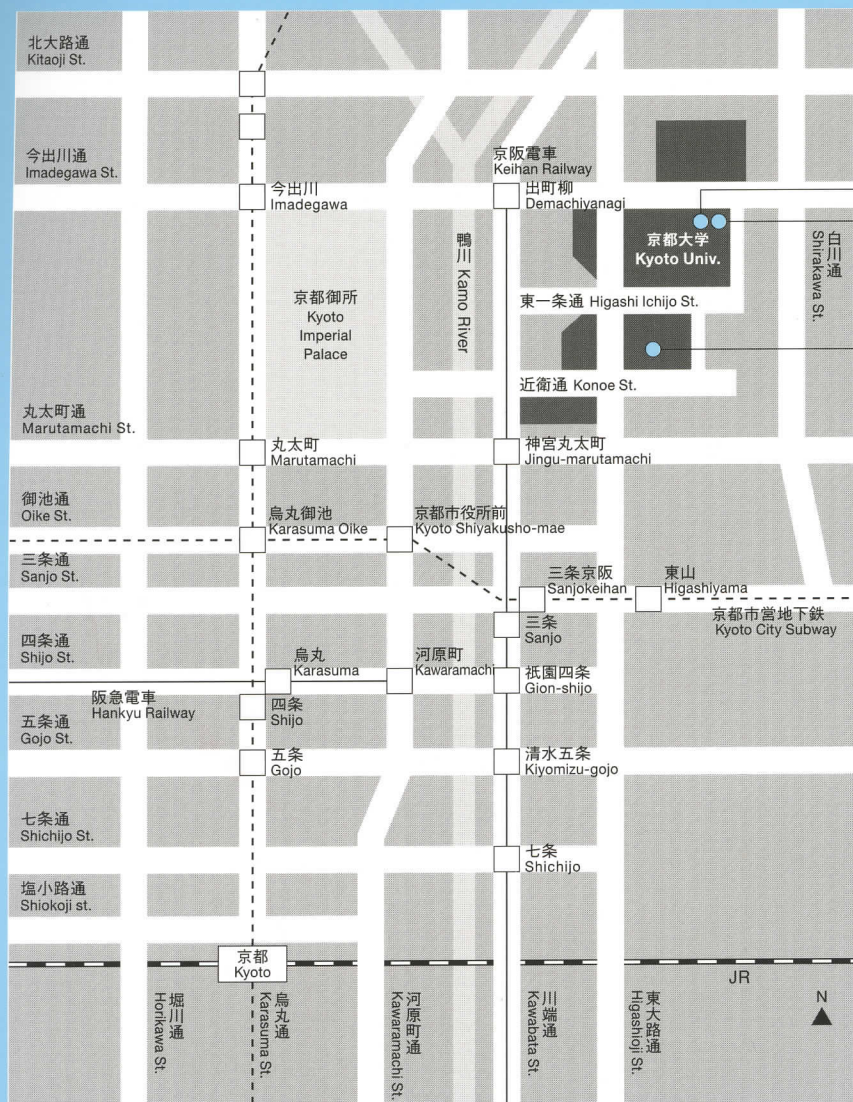 北大路通
Kitaoji St.
今出川通
Imadegawa St.
今出川
Imadegawa
京阪電車
Keihan Railway
出町柳
Demachiyanagi
鴨川 Kamo River
京都大学
Kyoto Univ.
白川通
Shirakawa St.
京都御所
Kyoto
Imperial
Palace
東一条通 Higashi Ichijo St.
近衛通 Konoe St.
丸太町通
Marutamachi St.
丸太町
Marutamachi
神宮丸太町
Jingu-marutamachi
御池通
Oike St.
烏丸御池
Karasuma Oike
京都市役所前
Kyoto Shiyakusho-mae
三条通
Sanjo St.
三条京阪
Sanjokeihan
東山
Higashiyama
京都市営地下鉄
Kyoto City Subway
三条
Sanjo
四条通
Shijo St.
烏丸
Karasuma
河原町
Kawaramachi
祇園四条
Gion-shijo
阪急電車
Hankyu Railway
四条
Shijo
五条通
Gojo St.
五条
Gojo
清水五条
Kiyomizu-gojo
七条通
Shichijo St.
七条
Shichijo
塩小路通
Shiokoji st.
京都
Kyoto
JR
N
堀川通
Horikawa St.
烏丸通
Karasuma St.
河原町通
Kawaramachi St.
川端通
Kawabata St.
東大路通
Higashioji St.